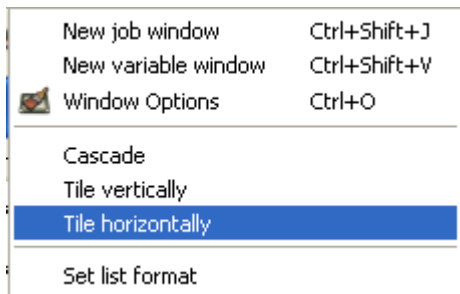 New job window Ctrl+Shift+J
New variable window Ctrl+Shift+V
Window Options Ctrl+O
Cascade
Tile vertically
Tile horizontally
Set list format